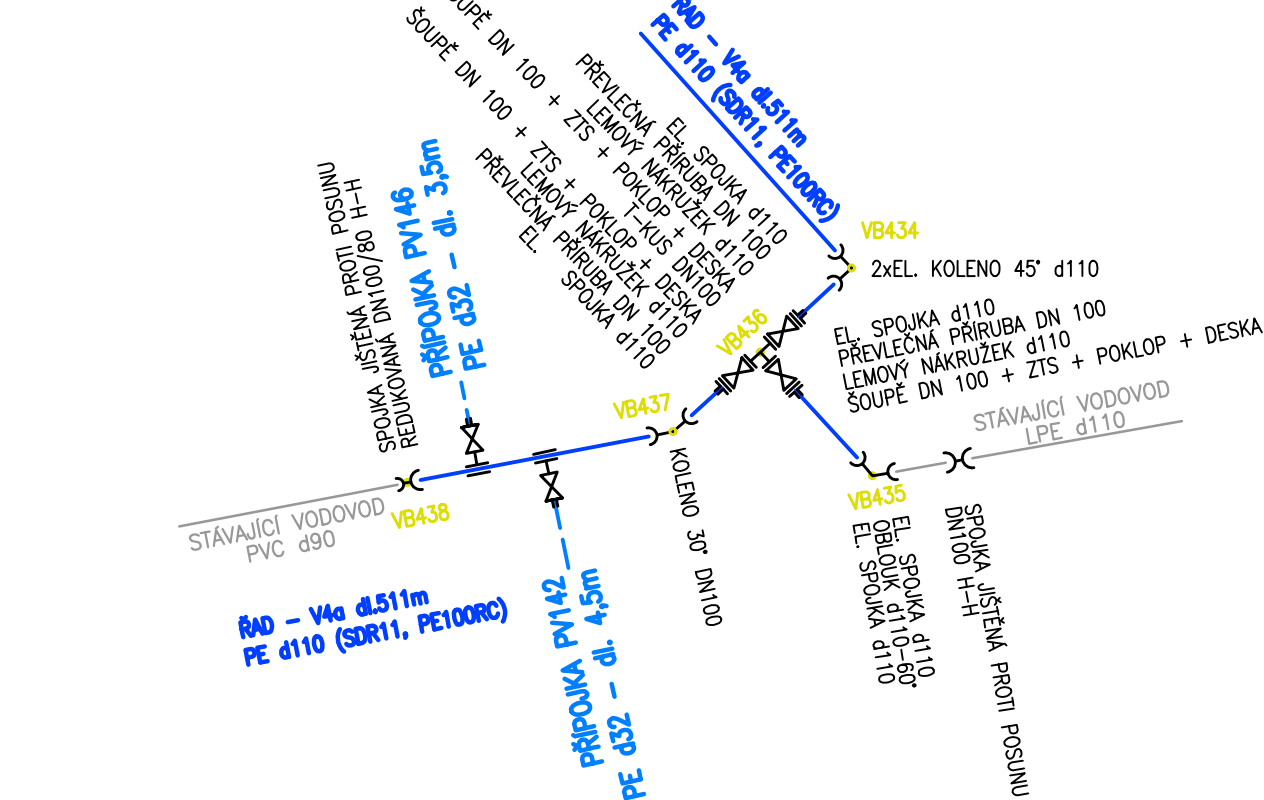 OUPĚ DN 100 + ZTS + POKLOP + DESKA
ŠOUPĚ DN 100 + ZTS + POKLOP + DESKA
PŘEVLEČNÁ PŘÍRUBA DN 100
LEMOVÝ NÁKRUŽEK d110
EL. SPOJKA d110
EL. SPOJKA d110
PŘEVLEČNÁ PŘÍRUBA DN 100
LEMOVÝ NÁKRUŽEK d110
T-KUS DN100
ŘAD - V4a dl.511m
PE d110 (SDR11, PE100RC)
VB434
2xEL. KOLENO 45° d110
VB436
EL. SPOJKA d110
PŘEVLEČNÁ PŘÍRUBA DN 100
LEMOVÝ NÁKRUŽEK d110
ŠOUPĚ DN 100 + ZTS + POKLOP + DESKA
STÁVAJÍCÍ VODOVOD
LPE d110
SPOJKA JIŠTĚNÁ PROTI POSUNU
REDUKOVANÁ DN100/80 H-H
PŘÍPOJKA PV146
PE d32 - dl. 3,5m
VB437
KOLENO 30° DN100
VB435
EL. SPOJKA d110
OBLOUK d110-60°
EL. SPOJKA d110
SPOJKA JIŠTĚNÁ PROTI POSUNU
DN100 H-H
VB438
STÁVAJÍCÍ VODOVOD
PVC d90
ŘAD - V4a dl.511m
PE d110 (SDR11, PE100RC)
PŘÍPOJKA PV142
PE d32 - dl. 4,5m